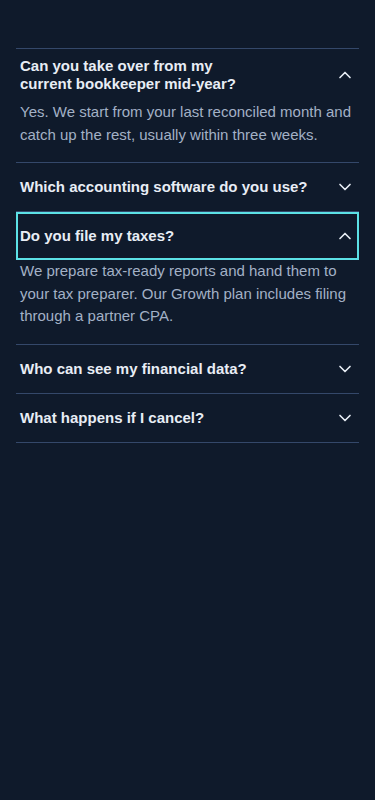 Can you take over from my
current bookkeeper mid-year?
Yes. We start from your last reconciled month and
catch up the rest, usually within three weeks.
Which accounting software do you use?
Do you file my taxes?
We prepare tax-ready reports and hand them to
your tax preparer. Our Growth plan includes filing
through a partner CPA.
Who can see my financial data?
What happens if I cancel?